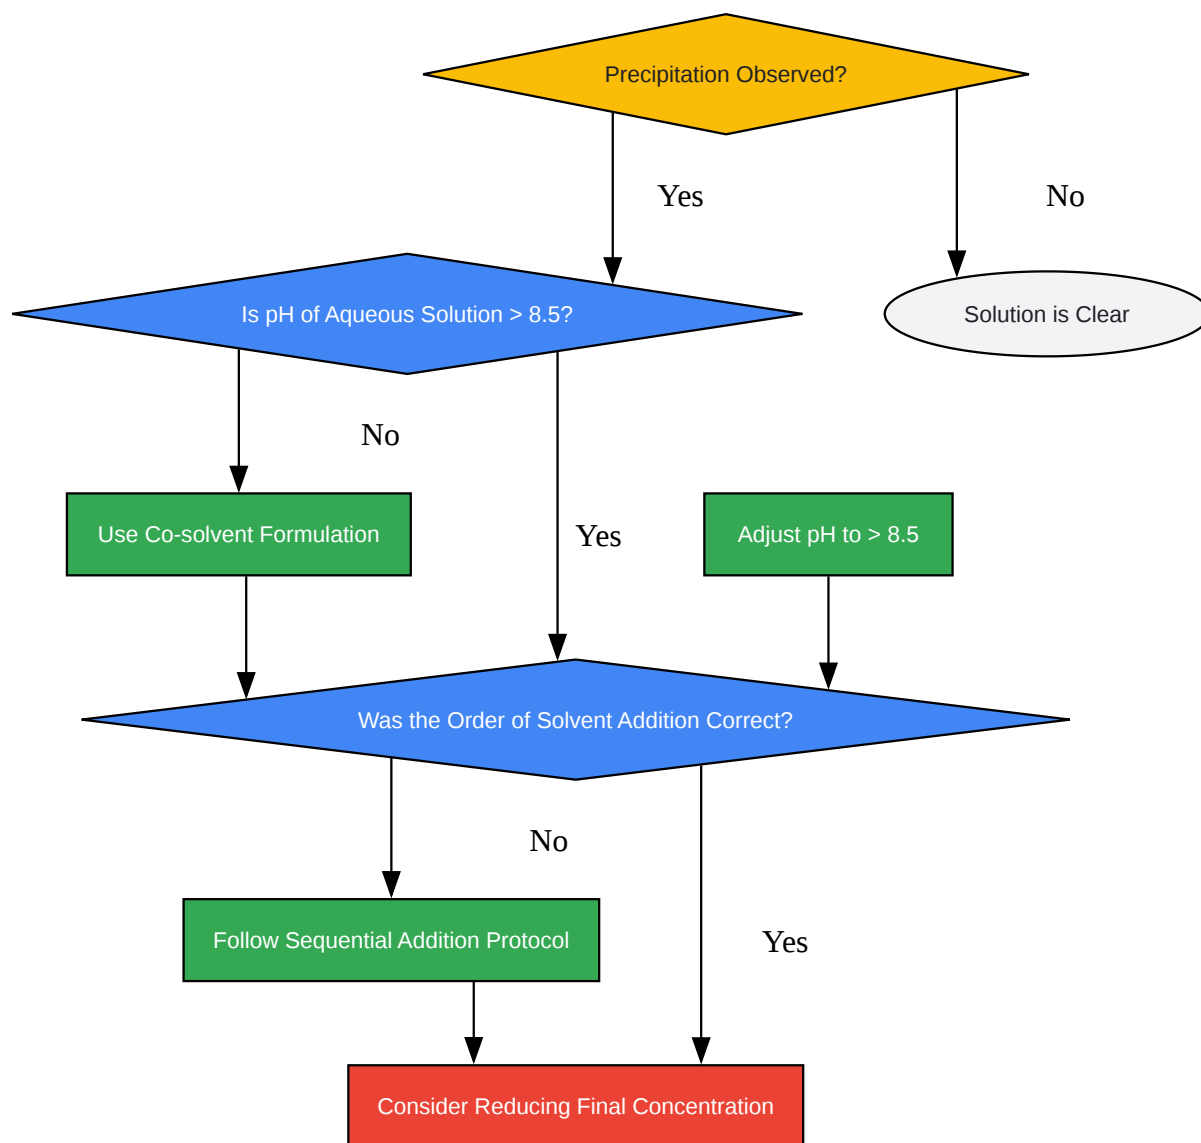 Precipitation Observed?
Yes
No
Is pH of Aqueous Solution > 8.5?
Solution is Clear
No
Use Co-solvent Formulation
Yes
Adjust pH to > 8.5
Was the Order of Solvent Addition Correct?
No
Follow Sequential Addition Protocol
Yes
Consider Reducing Final Concentration